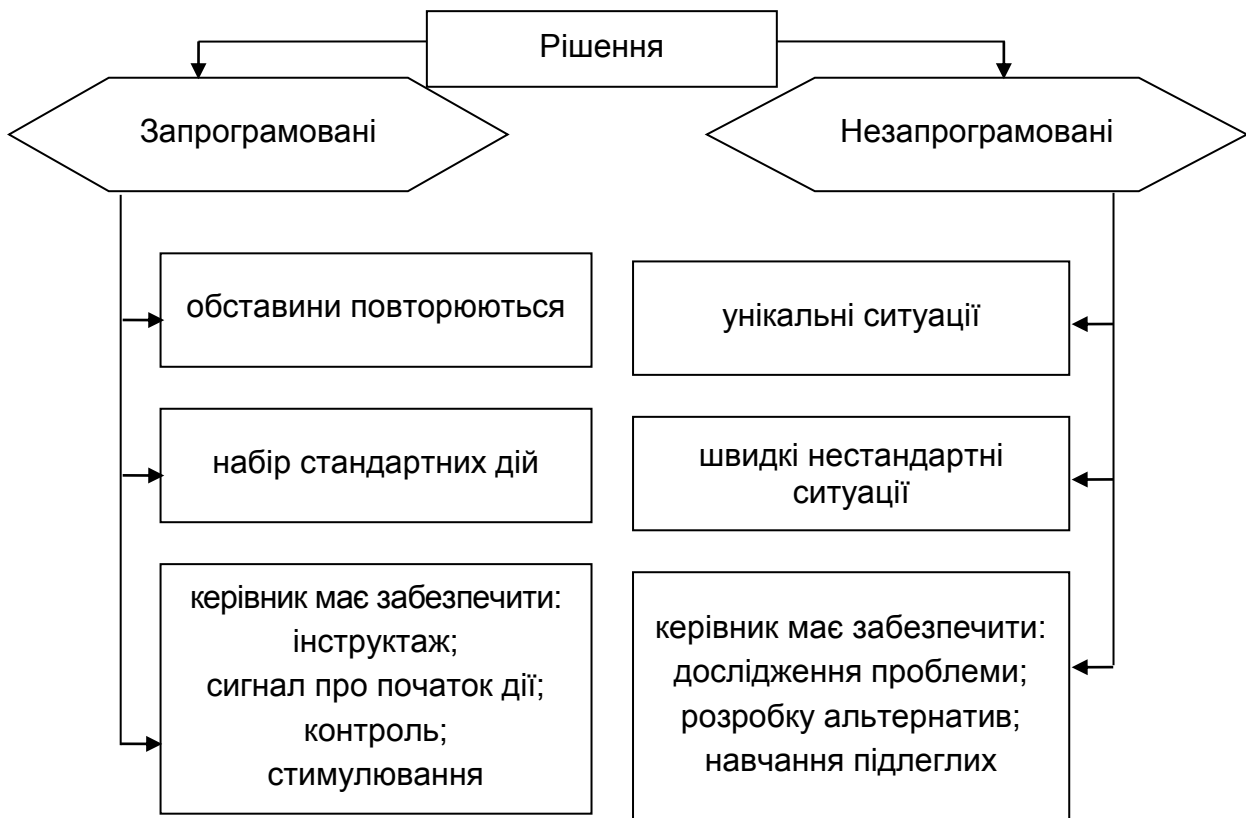 Рішення
Запрограмовані
Незапрограмовані
обставини повторюються
унікальні ситуації
набір стандартних дій
швидкі нестандартні
ситуації
керівник має забезпечити:
інструктаж;
сигнал про початок дії;
контроль;
стимулювання
керівник має забезпечити:
дослідження проблеми;
розробку альтернатив;
навчання підлеглих